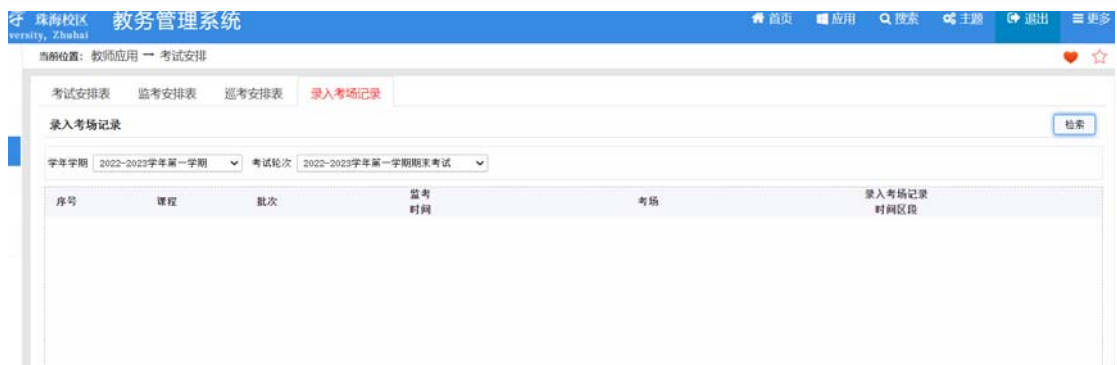 珠海校区 教务管理系统 首页 应用 搜索 主题 退出 更多
versity, Zhuhai
当前位置: 教师应用 → 考试安排
考试安排表 监考安排表 巡考安排表 录入考场记录
录入考场记录 检索
学年学期 2022-2023学年第一学期 考试轮次 2022-2023学年第一学期期末考试
序号 课程 批次 监考 考场 录入考场记录
时间 时间区段